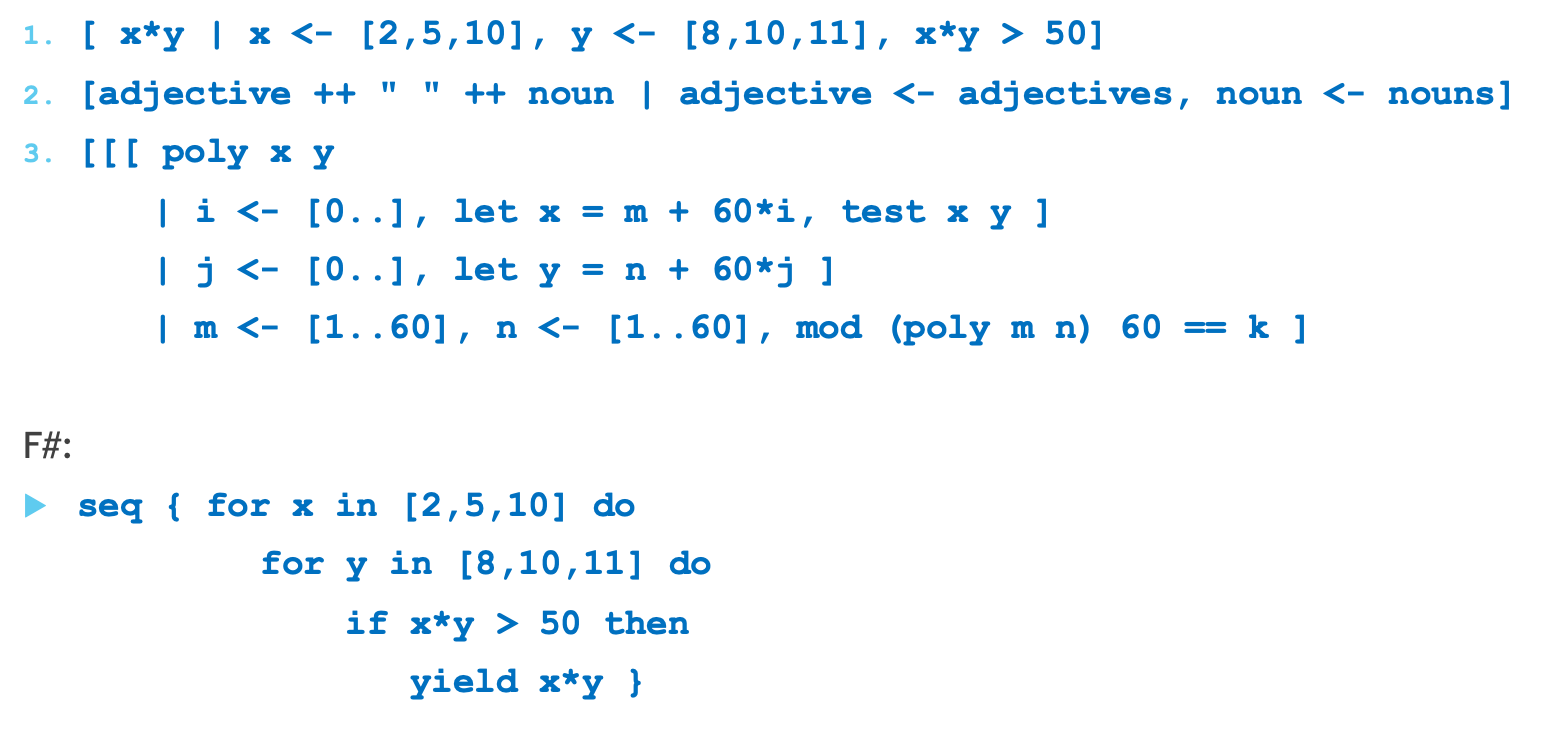 1. [ x*y | x <- [2,5,10], y <- [8,10,11], x*y > 50]
2. [adjective ++ " " ++ noun | adjective <- adjectives, noun <- nouns]
3. [[[ poly x y
| i <- [0..], let x = m + 60*i, test x y ]
| j <- [0..], let y = n + 60*j ]
| m <- [1..60], n <- [1..60], mod (poly m n) 60 == k ]
F#:
▶ seq { for x in [2,5,10] do
for y in [8,10,11] do
if x*y > 50 then
yield x*y }